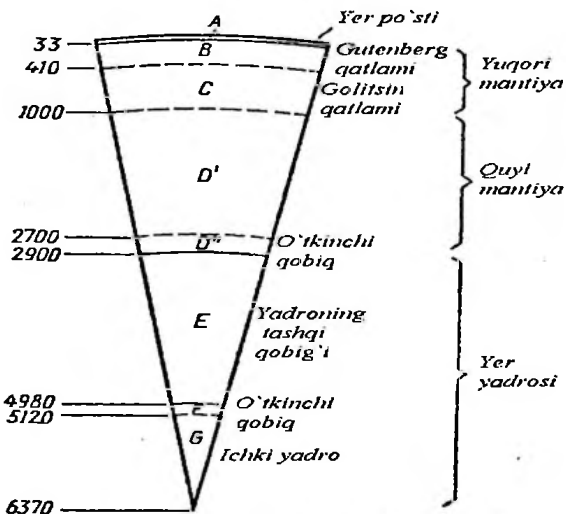 A
Yer po`sti
33
B
Gutenberg
qatlami
410
C
Golitsin
qatlami
Yuqori
mantiya
1000
D'
Quyi
mantiya
2700
D"
O`tkinchi
qobiq
2900
E
Yadroning
tashqi
qobig`i
Yer
yadrosi
4980
F
O`tkinchi
qobiq
5120
G
Ichki yadro
6370